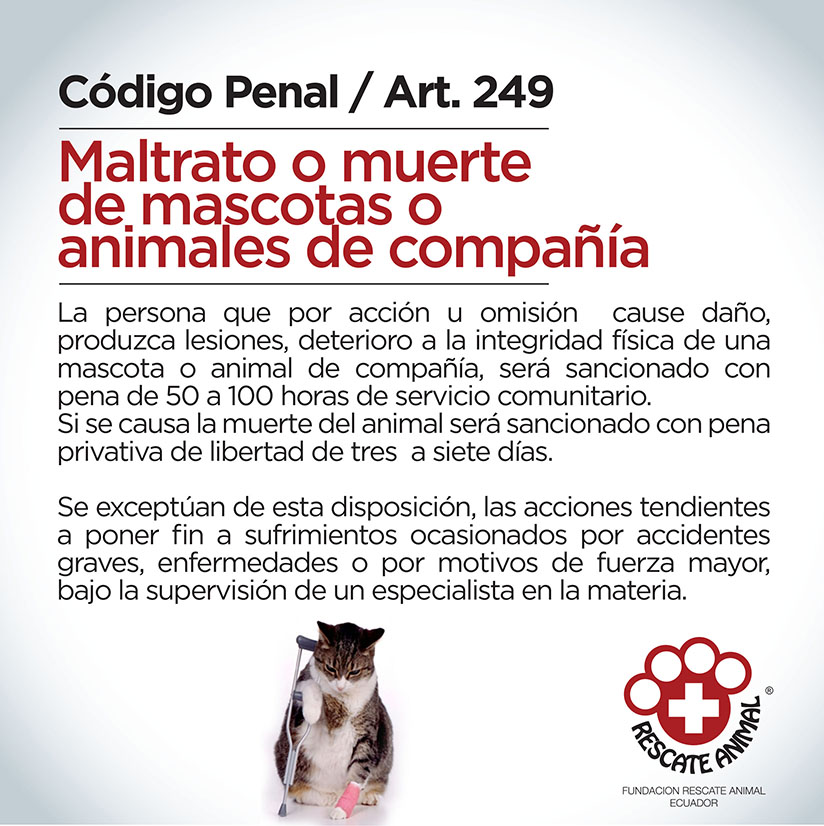 Código Penal / Art. 249
Maltrato o muerte
de mascotas o
animales de compañía
La persona que por acción u omisión cause daño,
produzca lesiones, deterioro a la integridad física de una
mascota o animal de compañía, será sancionado con
pena de 50 a 100 horas de servicio comunitario.
Si se causa la muerte del animal será sancionado con pena
privativa de libertad de tres a siete días.
Se exceptúan de esta disposición, las acciones tendientes
a poner fin a sufrimientos ocasionados por accidentes
graves, enfermedades o por motivos de fuerza mayor,
bajo la supervisión de un especialista en la materia.
RESCATE ANIMAL ®
FUNDACION RESCATE ANIMAL
ECUADOR